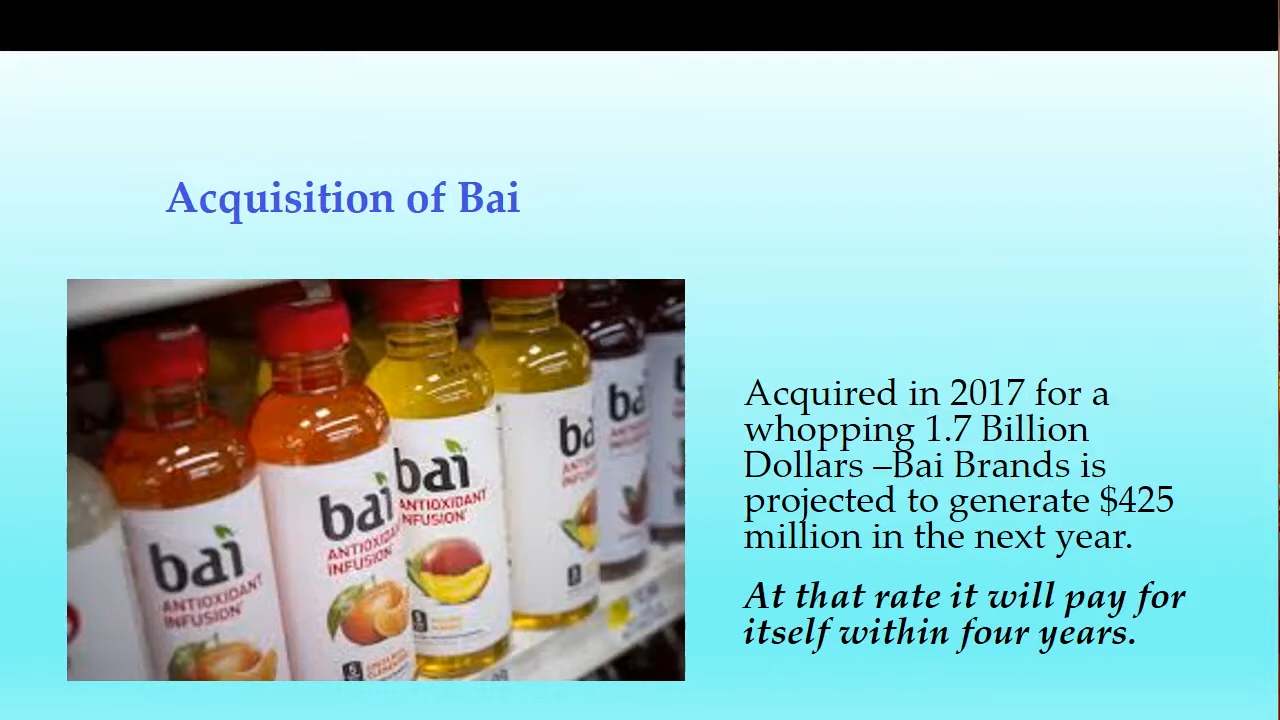 Acquisition of Bai
Acquired in 2017 for a
whopping 1.7 Billion
Dollars –Bai Brands is
projected to generate $425
million in the next year.
At that rate it will pay for
itself within four years.
bai
ANTIOXIDANT
INFUSION
bai
ANTIOXIDANT
INFUSION
bai
ANTIOXIDANT
INFUSION
bai